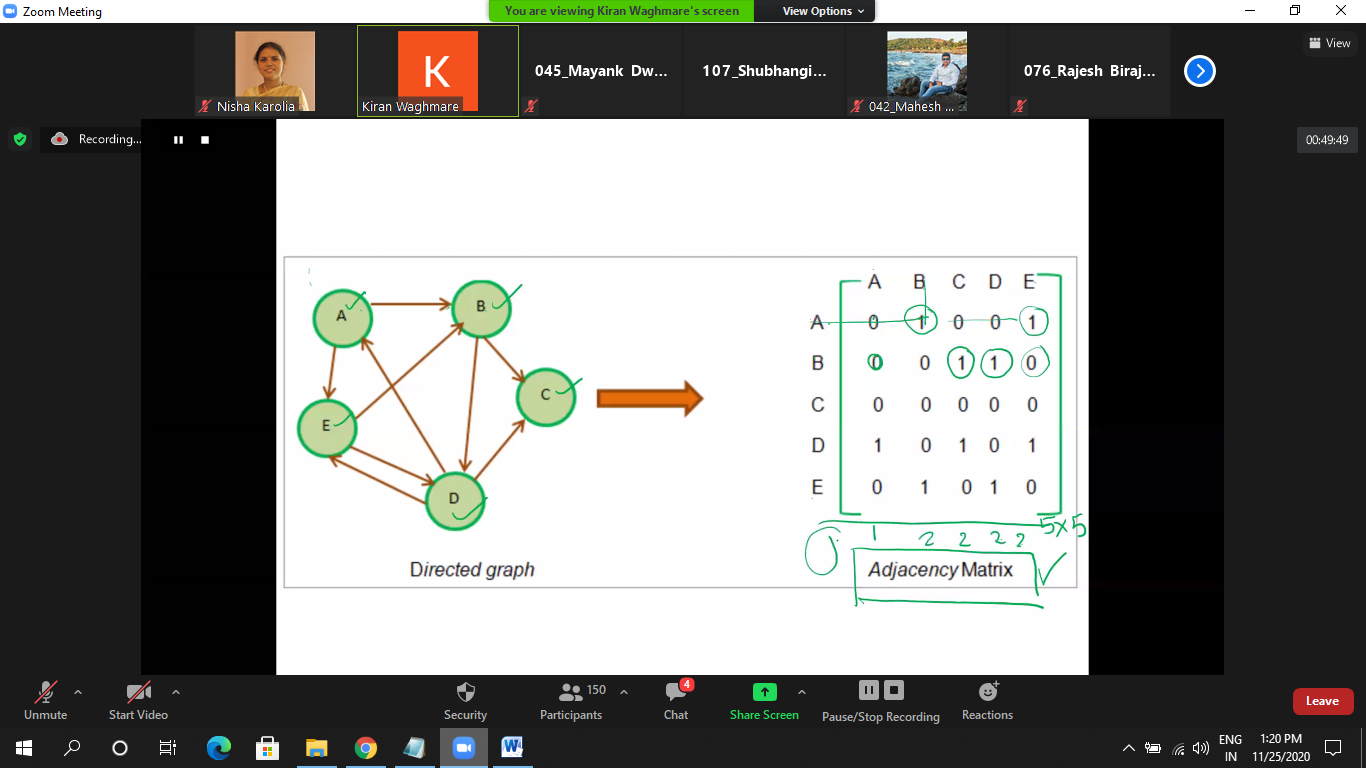 Zoom Meeting
You are viewing Kiran Waghmare's screen
View Options
Nisha Karolia
K
Kiran Waghmare
045_Mayank Dw...
107_Shubhangi...
042_Mahesh ...
076_Rajesh Biraj...
View
Recording...
00:49:49
A B C D E
A 0 1 0 0 1
B 0 0 1 1 0
C 0 0 0 0 0
D 1 0 1 0 1
E 0 1 0 1 0
5x5
1 2 2 2 2
A
B
C
E
D
Directed graph
Adjacency Matrix
Unmute
Start Video
Security
150
Participants
4
Chat
Share Screen
Pause/Stop Recording
Reactions
Leave
W
ENG
IN
1:20 PM
11/25/2020